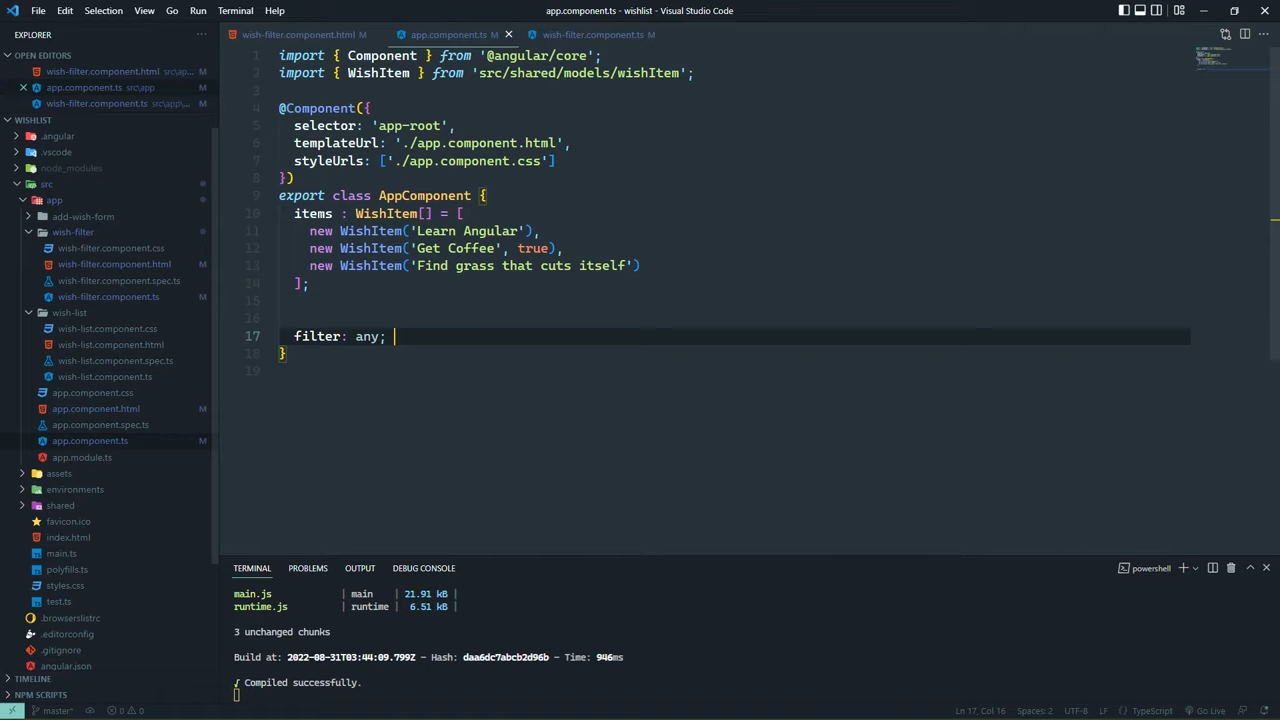 File Edit Selection View Go Run Terminal Help
app.component.ts - wishlist - Visual Studio Code
EXPLORER ...
OPEN EDITORS
wish-filter.component.html src\ap... M
app.component.ts src\app M
wish-filter.component.ts src\app\... M
WISHLIST
.angular
.vscode
node_modules
src
app
add-wish-form
wish-filter
wish-filter.component.css
wish-filter.component.html M
wish-filter.component.spec.ts
wish-filter.component.ts M
wish-list
wish-list.component.css
wish-list.component.html
wish-list.component.spec.ts
wish-list.component.ts
app.component.css
app.component.html M
app.component.spec.ts
app.component.ts M
app.module.ts
assets
environments
shared
favicon.ico
index.html
main.ts
polyfills.ts
styles.css
test.ts
.browserslistrc
.editorconfig
.gitignore
angular.json
TIMELINE
NPM SCRIPTS
wish-filter.component.html M
app.component.ts M
wish-filter.component.ts M
1 import { Component } from '@angular/core';
2 import { WishItem } from 'src/shared/models/wishItem';
3
4 @Component({
5 selector: 'app-root',
6 templateUrl: './app.component.html',
7 styleUrls: ['./app.component.css']
8 })
9 export class AppComponent {
10 items : WishItem[] = [
11 new WishItem('Learn Angular'),
12 new WishItem('Get Coffee', true),
13 new WishItem('Find grass that cuts itself')
14 ];
15
16
17 filter: any;
18 }
19
TERMINAL PROBLEMS OUTPUT DEBUG CONSOLE
powershell
main.js | main | 21.91 kB |
runtime.js | runtime | 6.51 kB |
3 unchanged chunks
Build at: 2022-08-31T03:44:09.799Z - Hash: daa6dc7abcb2d96b - Time: 946ms
√ Compiled successfully.
master* 0 0
Ln 17, Col 16 Spaces: 2 UTF-8 LF {} TypeScript Go Live